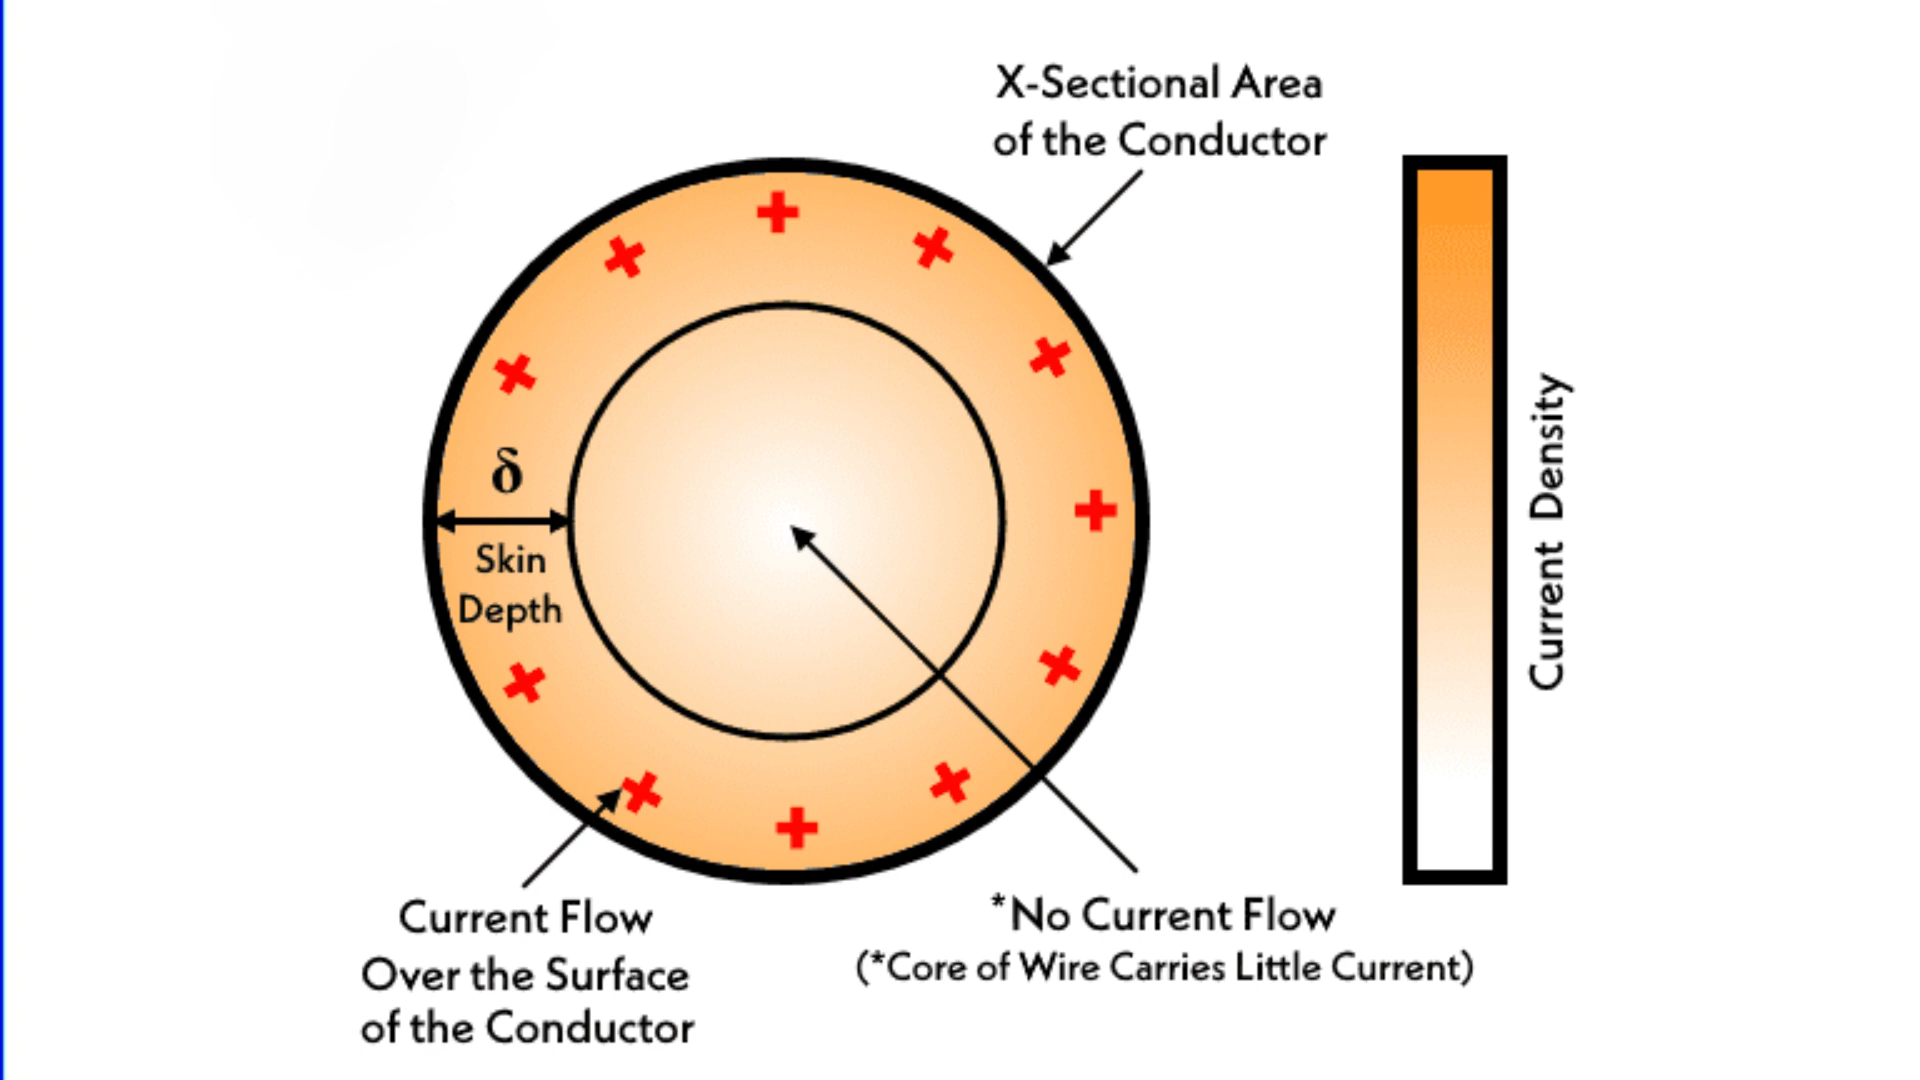 X-Sectional Area
of the Conductor
δ
Skin
Depth
Current Density
Current Flow
Over the Surface
of the Conductor
*No Current Flow
(*Core of Wire Carries Little Current)